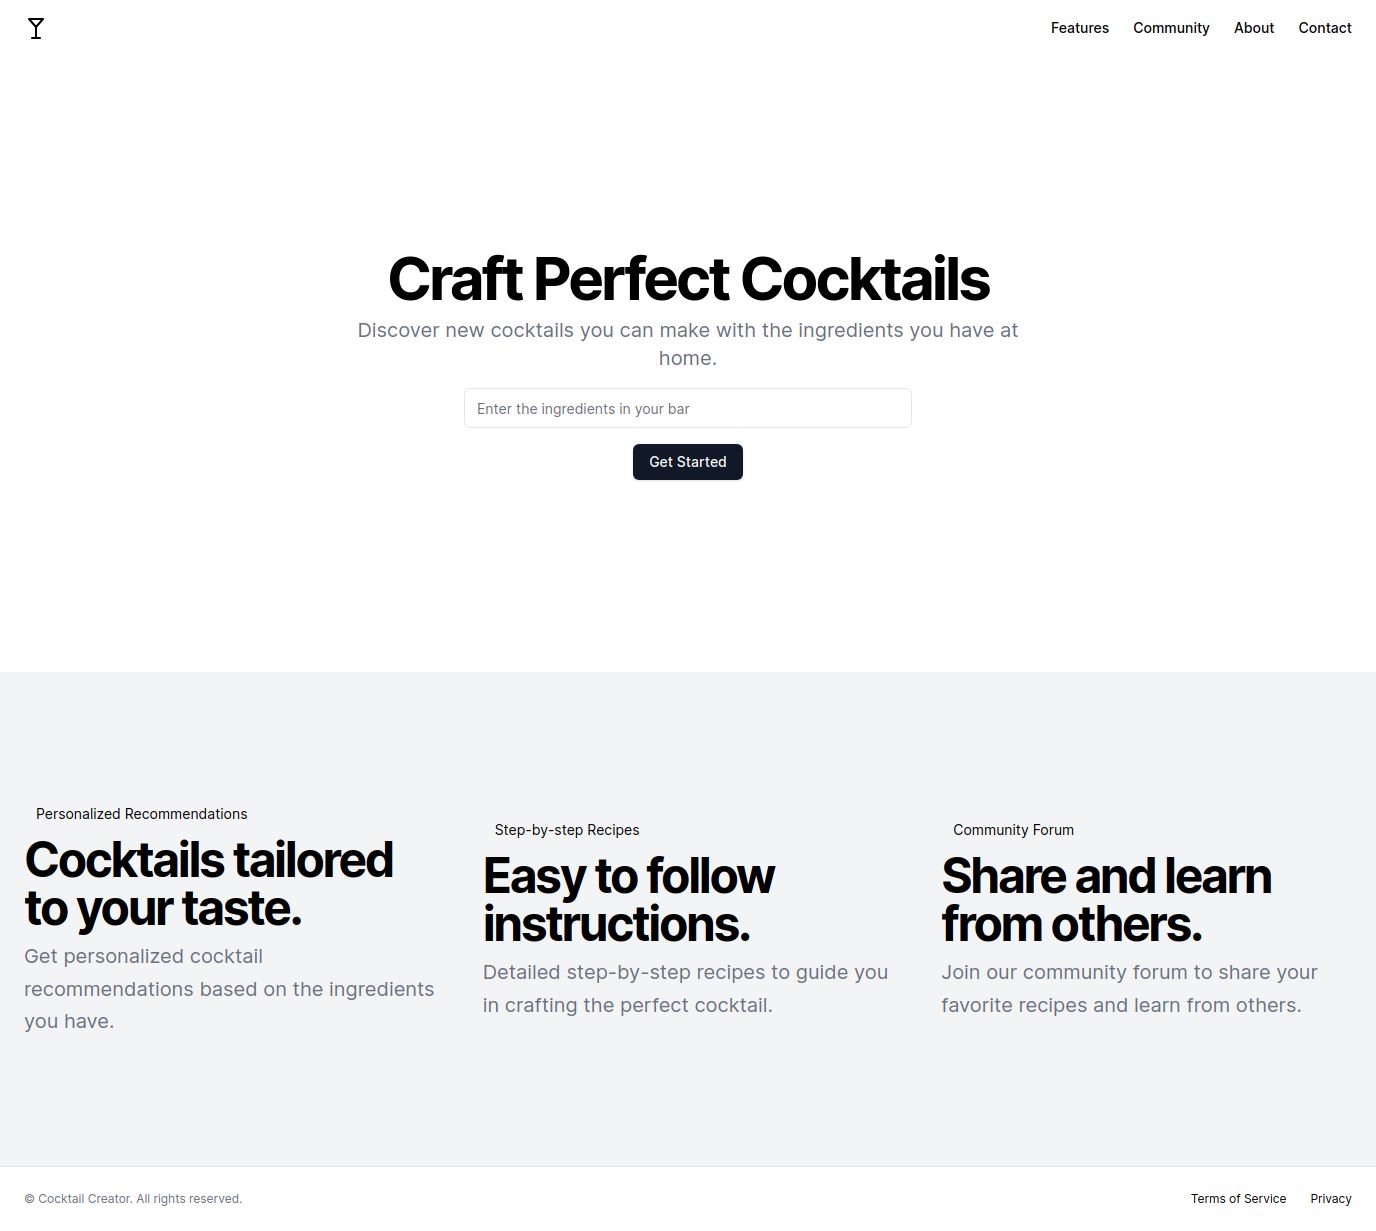 Features
Community
About
Contact
Craft Perfect Cocktails
Discover new cocktails you can make with the ingredients you have at
home.
Enter the ingredients in your bar
Get Started
Personalized Recommendations
Cocktails tailored
to your taste.
Get personalized cocktail
recommendations based on the ingredients
you have.
Step-by-step Recipes
Easy to follow
instructions.
Detailed step-by-step recipes to guide you
in crafting the perfect cocktail.
Community Forum
Share and learn
from others.
Join our community forum to share your
favorite recipes and learn from others.
© Cocktail Creator. All rights reserved.
Terms of Service
Privacy